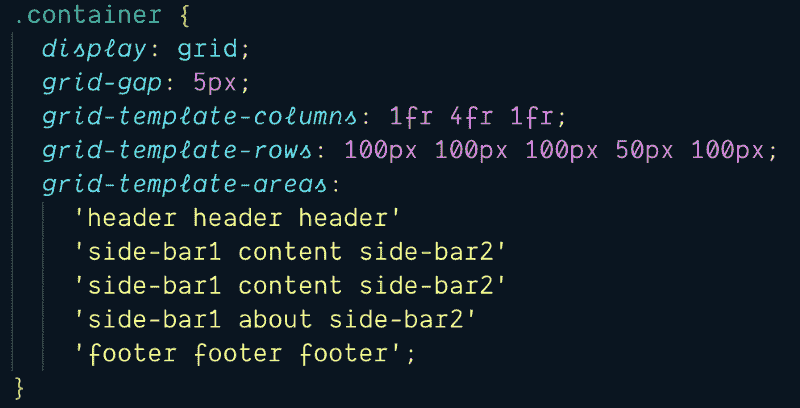 .container {
display: grid;
grid-gap: 5px;
grid-template-columns: 1fr 4fr 1fr;
grid-template-rows: 100px 100px 100px 50px 100px;
grid-template-areas:
'header header header'
'side-bar1 content side-bar2'
'side-bar1 content side-bar2'
'side-bar1 about side-bar2'
'footer footer footer';
}